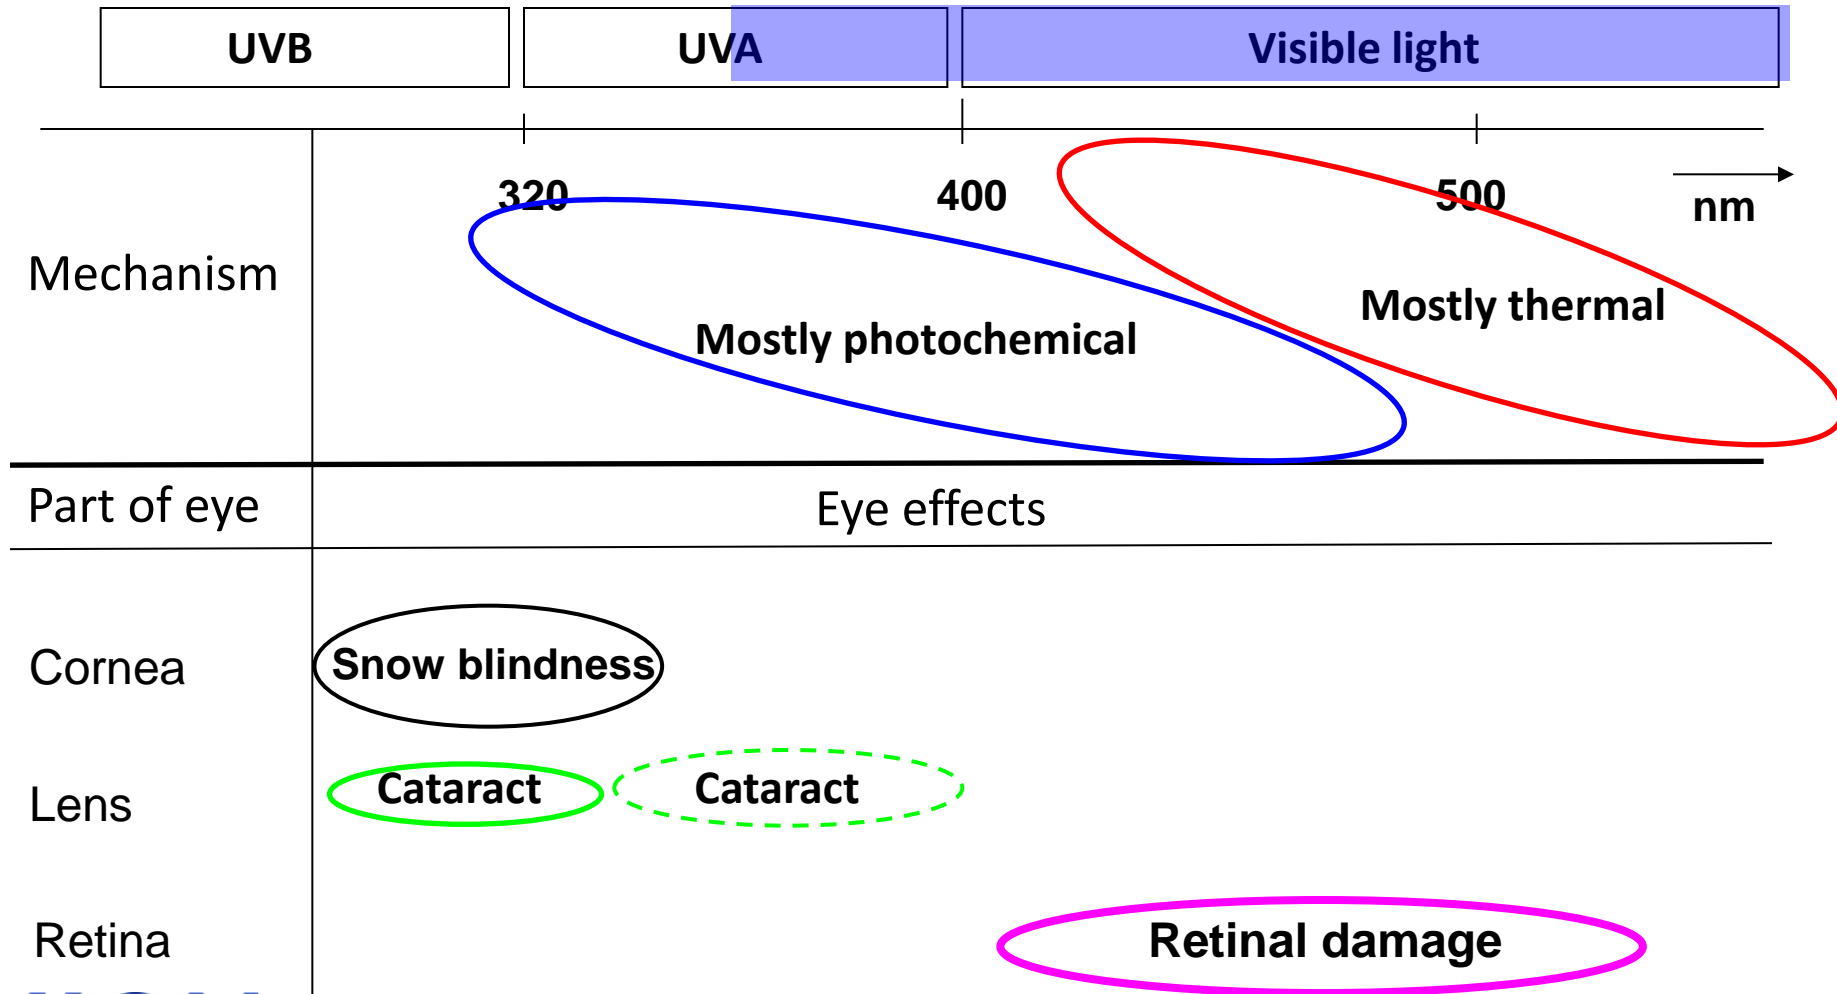 UVB UVA Visible light
320 400 500 nm
Mechanism
Mostly photochemical
Mostly thermal
Part of eye Eye effects
Cornea Snow blindness
Lens Cataract Cataract
Retina Retinal damage